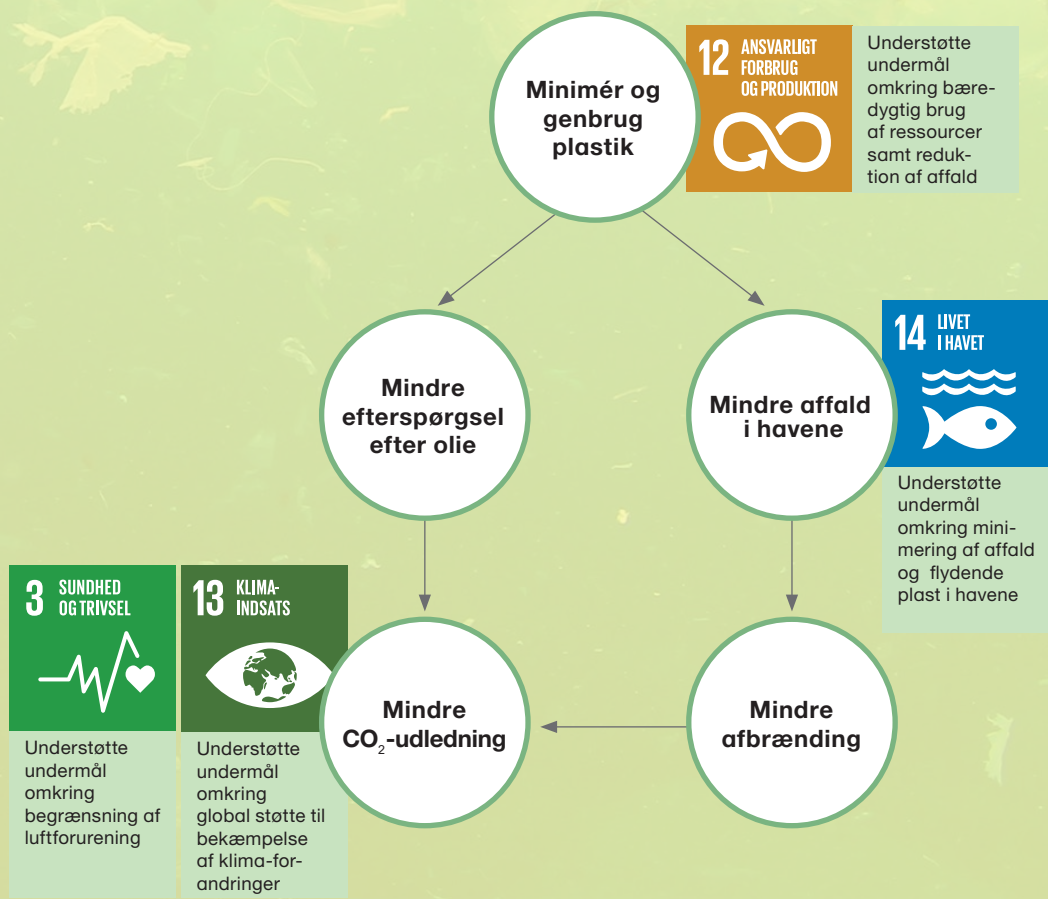 Minimér og
genbrug
plastik
12 ANSVARLIGT
FORBRUG
OG PRODUKTION
Understøtte
undermål
omkring bære-
dygtig brug
af ressourcer
samt reduk-
tion af affald
Mindre
efterspørgsel
efter olie
Mindre affald
i havene
14 LIVET
I HAVET
Understøtte
undermål
omkring mini-
mering af affald
og flydende
plast i havene
3 SUNDHED
OG TRIVSEL
Understøtte
undermål
omkring
begrænsning af
luftforurening
13 KLIMA-
INDSATS
Understøtte
undermål
omkring
global støtte til
bekæmpelse
af klima-for-
andringer
Mindre
CO₂-udledning
Mindre
afbrænding